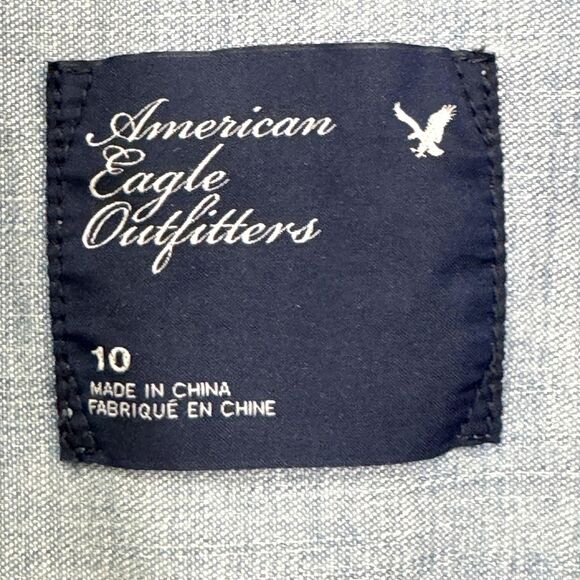 American
Eagle
Outfitters
10
MADE IN CHINA
FABRIQUÉ EN CHINE